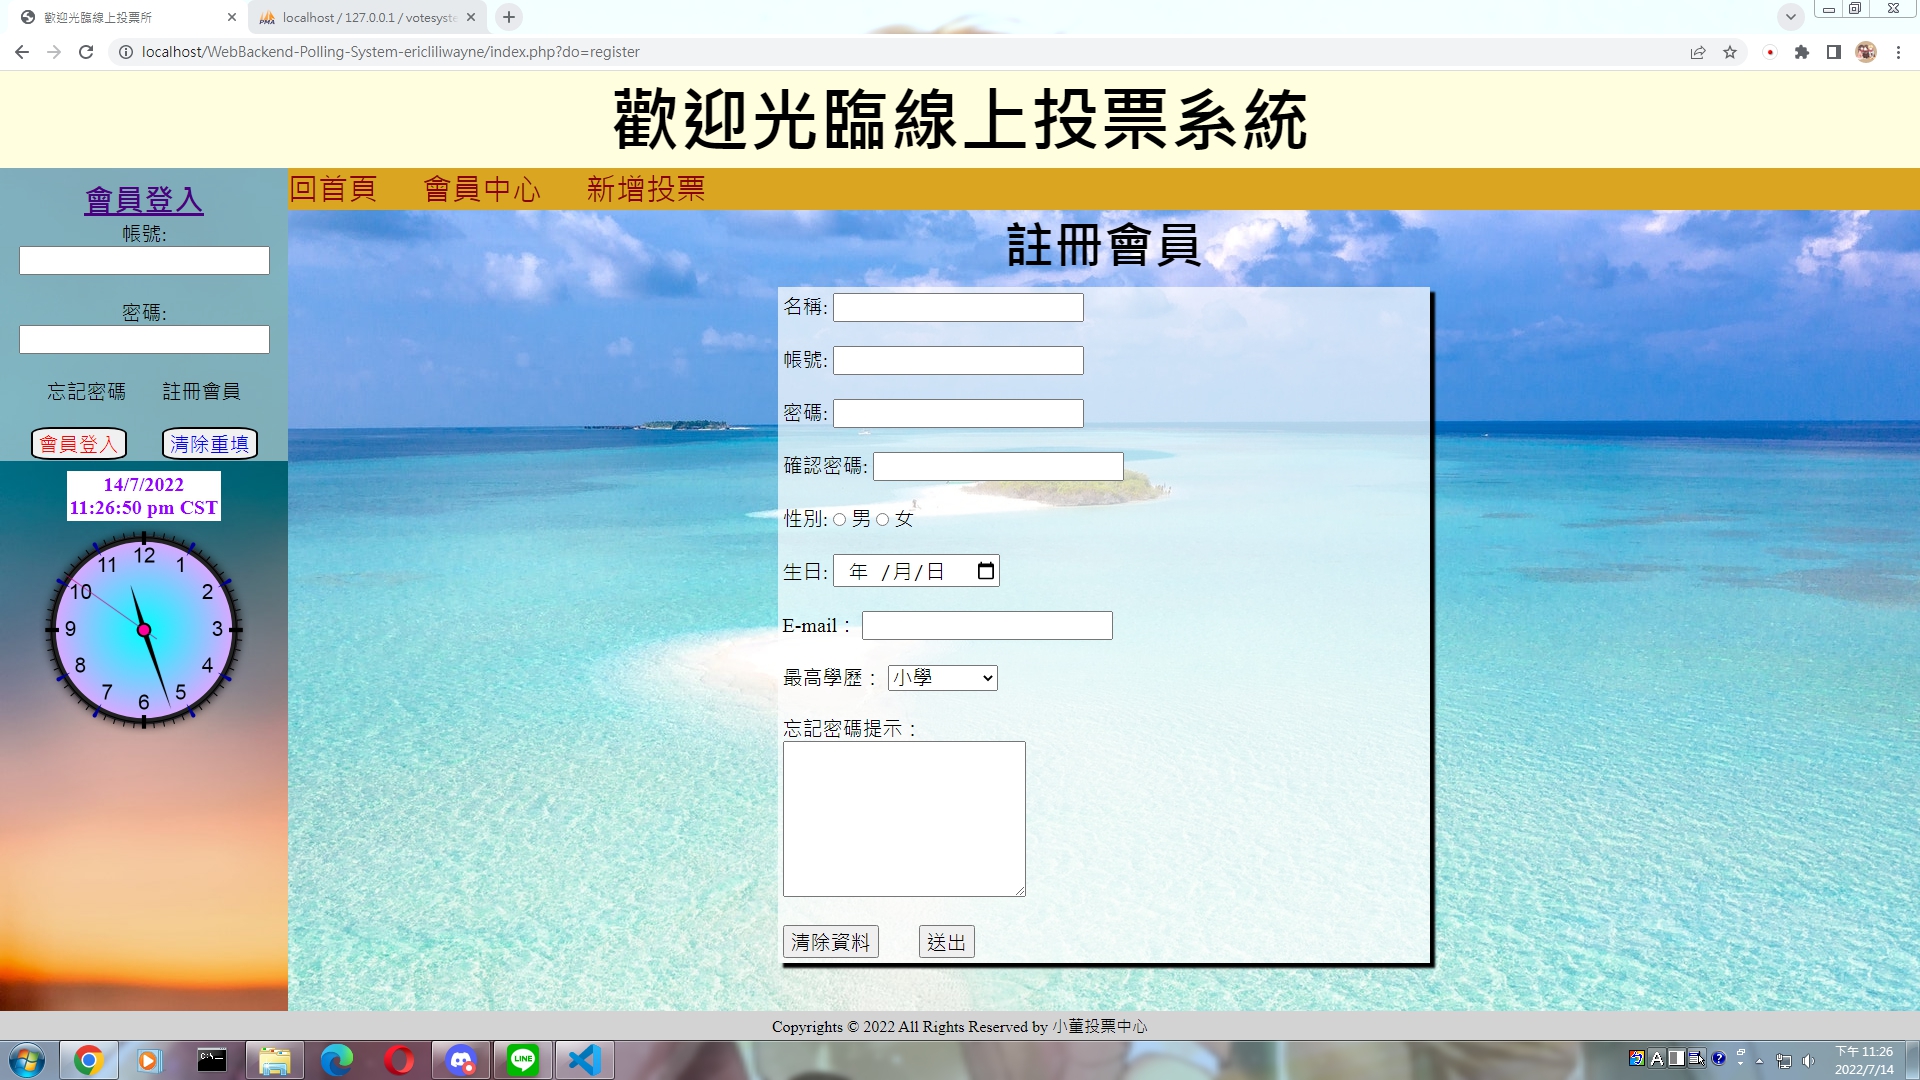 歡迎光臨線上投票所
localhost / 127.0.0.1 / votesyste
localhost/WebBackend-Polling-System-ericliliwayne/index.php?do=register
歡迎光臨線上投票系統
回首頁 會員中心 新增投票
會員登入
帳號:
密碼:
忘記密碼 註冊會員
會員登入 清除重填
14/7/2022
11:26:50 pm CST
12
1
2
3
4
5
6
7
8
9
10
11
註冊會員
名稱:
帳號:
密碼:
確認密碼:
性別: 男 女
生日: 年 /月/日
E-mail：
最高學歷： 小學
忘記密碼提示：
清除資料 送出
Copyrights © 2022 All Rights Reserved by 小董投票中心
LINE
A
下午 11:26
2022/7/14